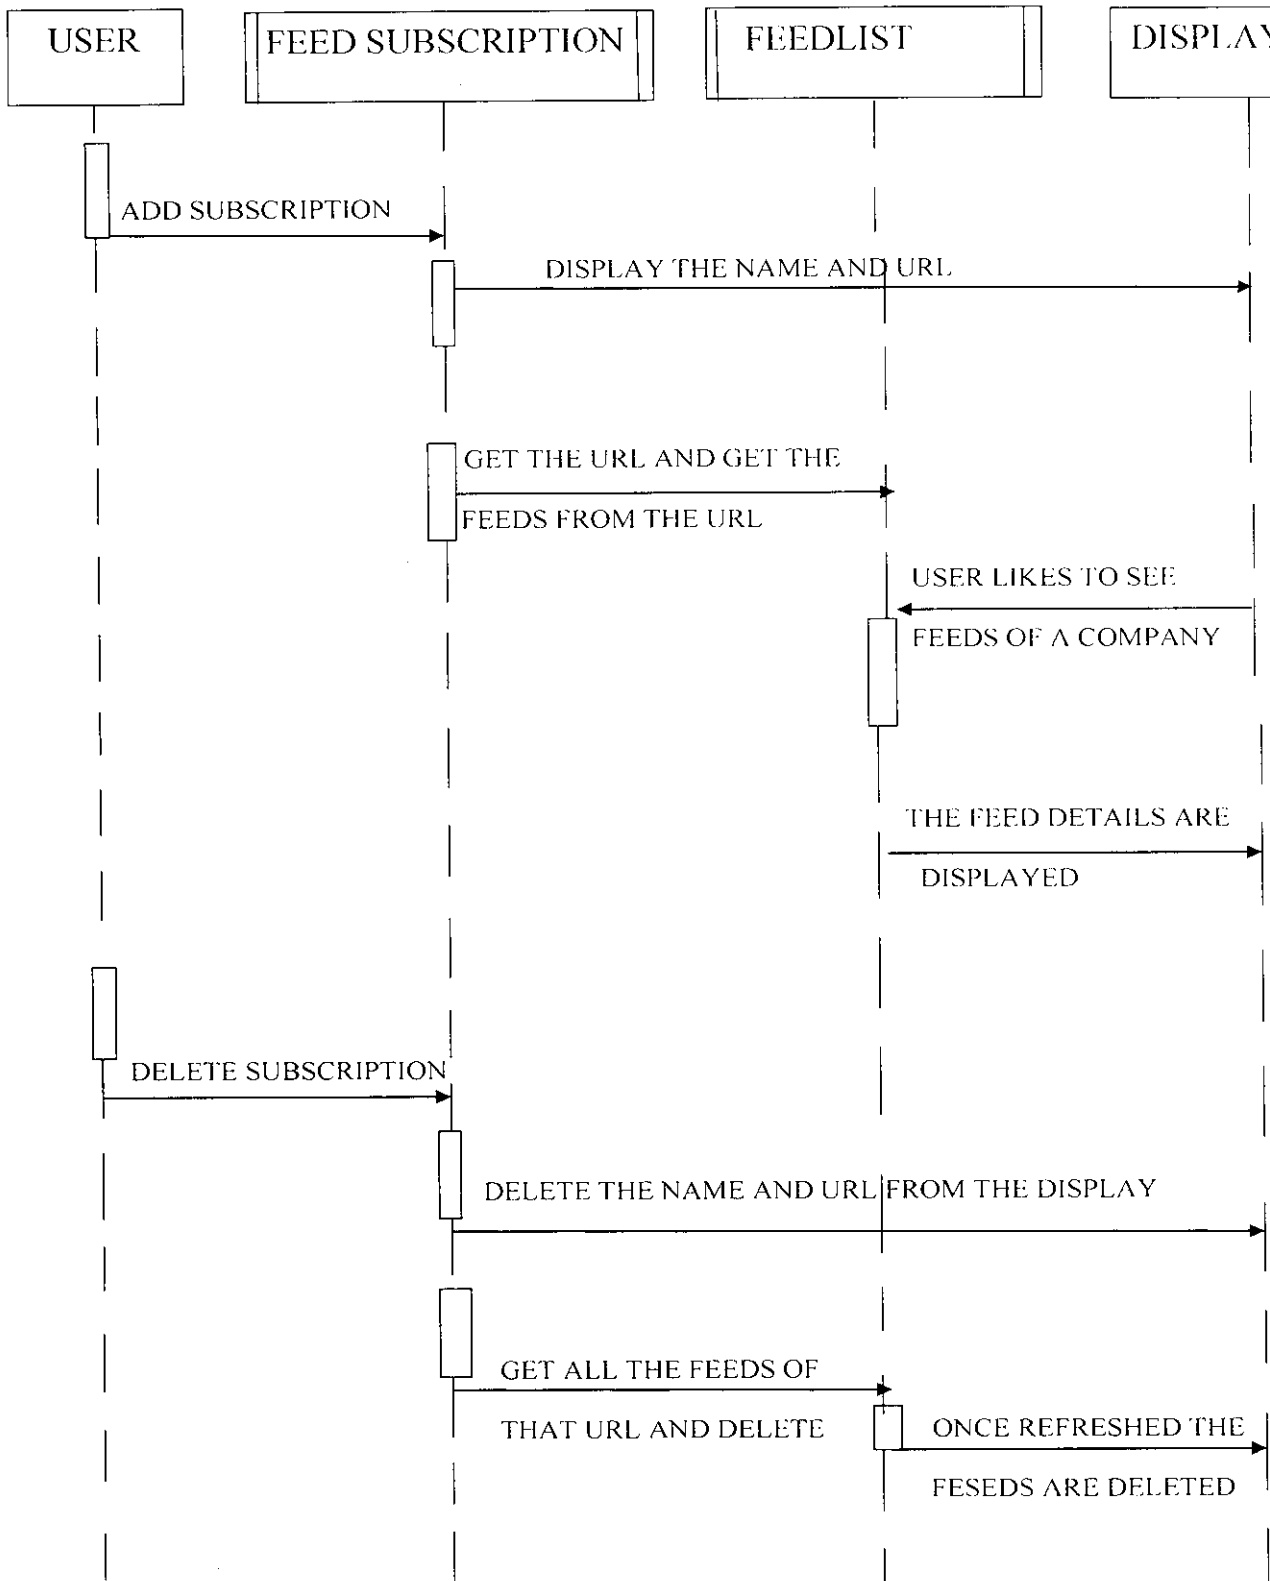 USER
FEED SUBSCRIPTION
FEEDLIST
DISPLAY
ADD SUBSCRIPTION
DISPLAY THE NAME AND URL
GET THE URL AND GET THE
FEEDS FROM THE URL
USER LIKES TO SEE
FEEDS OF A COMPANY
THE FEED DETAILS ARE
DISPLAYED
DELETE SUBSCRIPTION
DELETE THE NAME AND URL FROM THE DISPLAY
GET ALL THE FEEDS OF
THAT URL AND DELETE
ONCE REFRESHED THE
FESEDS ARE DELETED